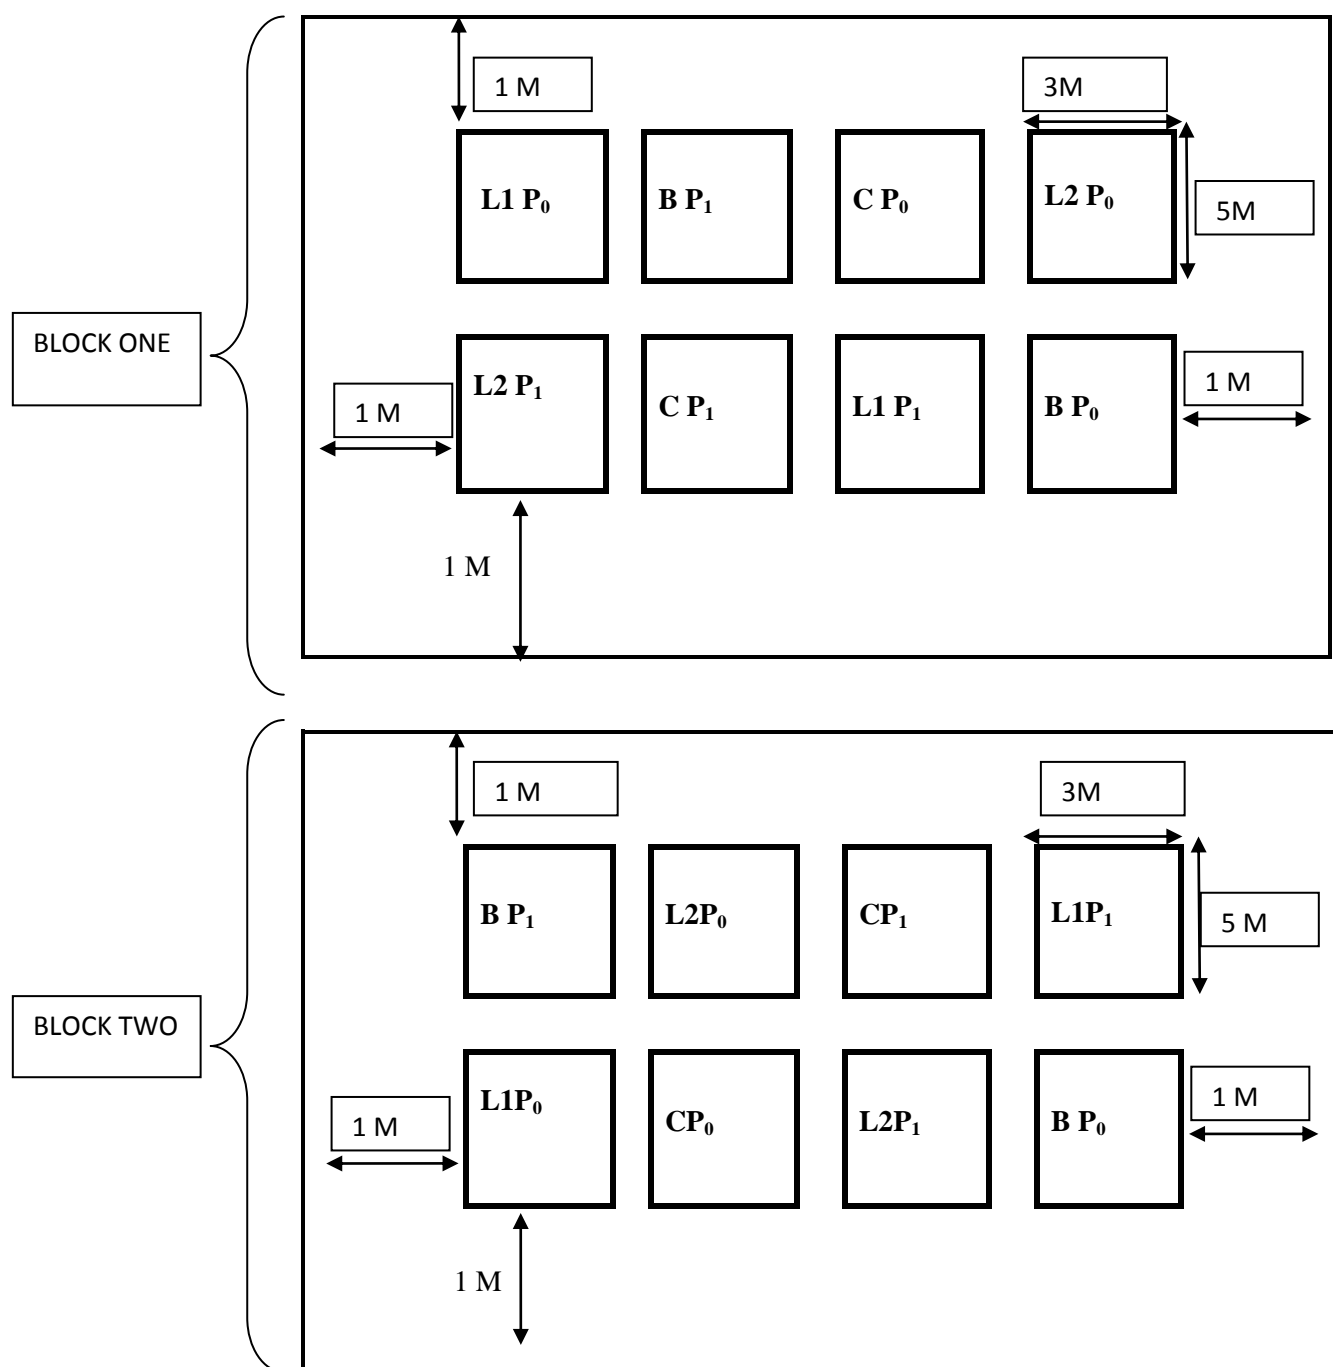 1 M
3M
L1 P₀
B P₁
C P₀
L2 P₀
5M
BLOCK ONE
1 M
L2 P₁
C P₁
L1 P₁
B P₀
1 M
1 M
1 M
3M
B P₁
L2P₀
CP₁
L1P₁
5 M
BLOCK TWO
1 M
L1P₀
CP₀
L2P₁
B P₀
1 M
1 M